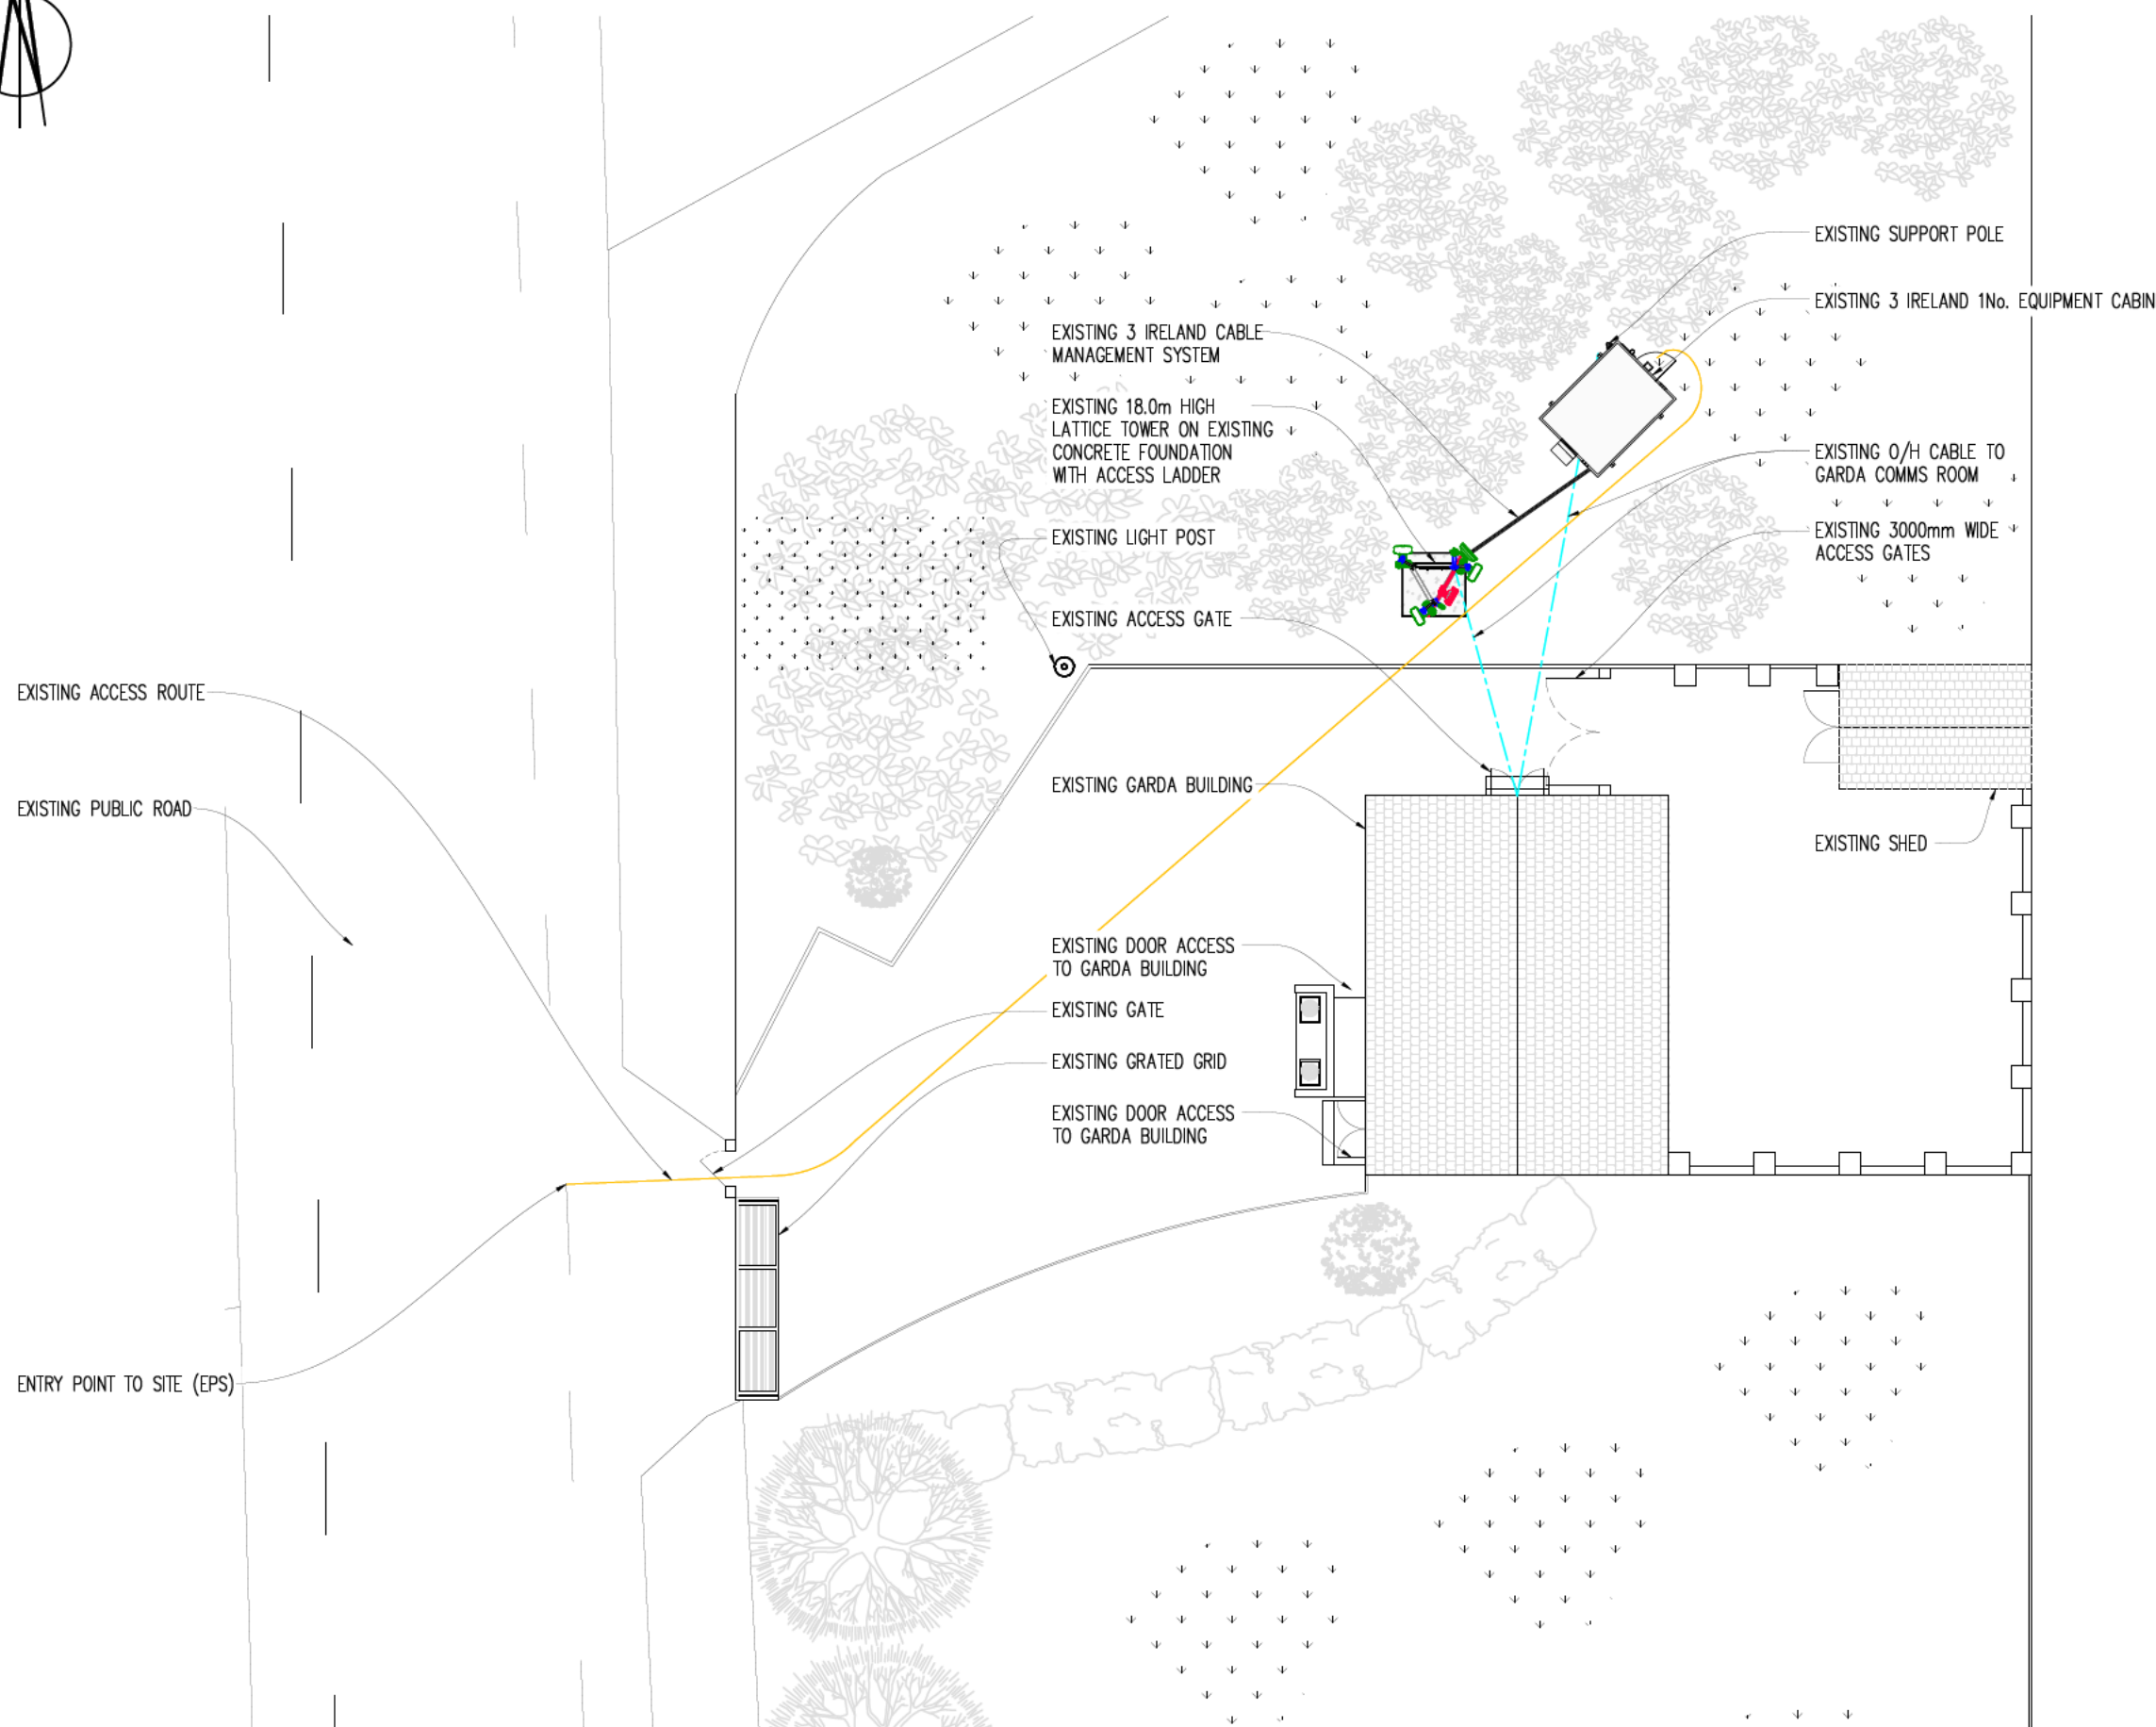 EXISTING SUPPORT POLE
EXISTING 3 IRELAND 1No. EQUIPMENT CABIN
EXISTING 3 IRELAND CABLE
MANAGEMENT SYSTEM
EXISTING 18.0m HIGH
LATTICE TOWER ON EXISTING
CONCRETE FOUNDATION
WITH ACCESS LADDER
EXISTING O/H CABLE TO
GARDA COMMS ROOM
EXISTING 3000mm WIDE
ACCESS GATES
EXISTING LIGHT POST
EXISTING ACCESS GATE
EXISTING ACCESS ROUTE
EXISTING PUBLIC ROAD
EXISTING GARDA BUILDING
EXISTING SHED
EXISTING DOOR ACCESS
TO GARDA BUILDING
EXISTING GATE
EXISTING GRATED GRID
EXISTING DOOR ACCESS
TO GARDA BUILDING
ENTRY POINT TO SITE (EPS)